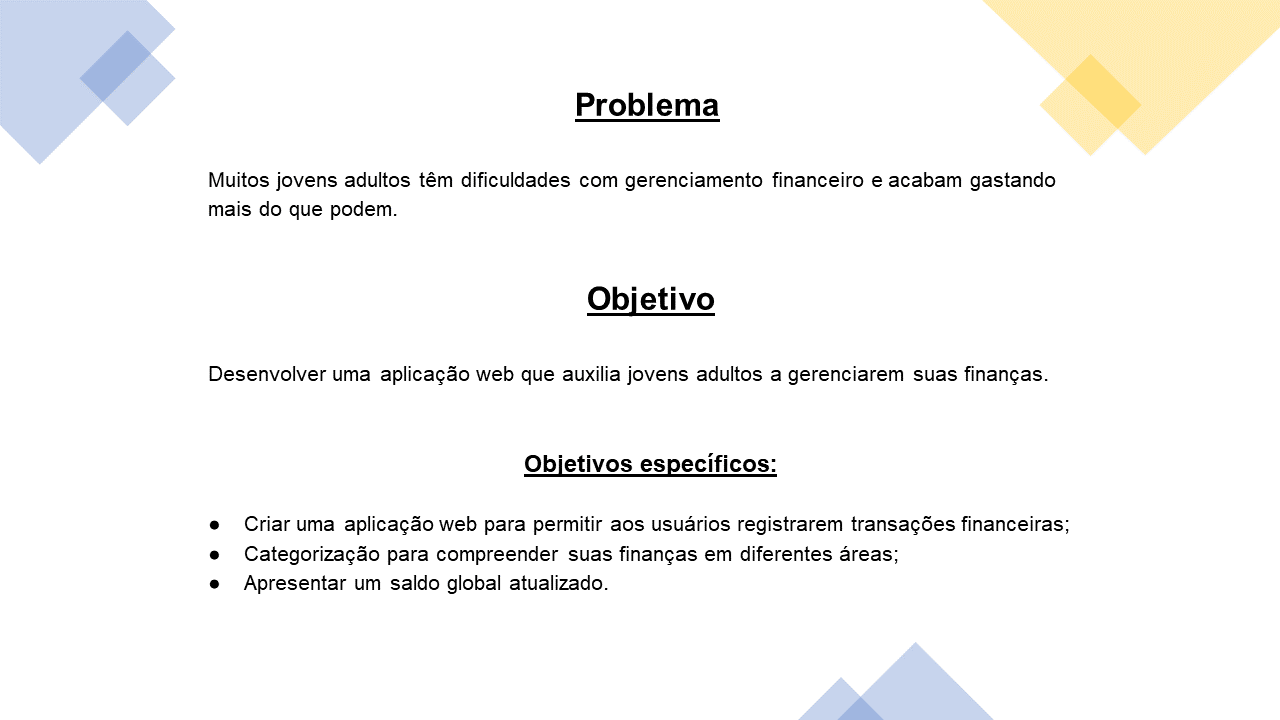 Problema
Muitos jovens adultos têm dificuldades com gerenciamento financeiro e acabam gastando
mais do que podem.
Objetivo
Desenvolver uma aplicação web que auxilia jovens adultos a gerenciarem suas finanças.
Objetivos específicos:
● Criar uma aplicação web para permitir aos usuários registrarem transações financeiras;
● Categorização para compreender suas finanças em diferentes áreas;
● Apresentar um saldo global atualizado.